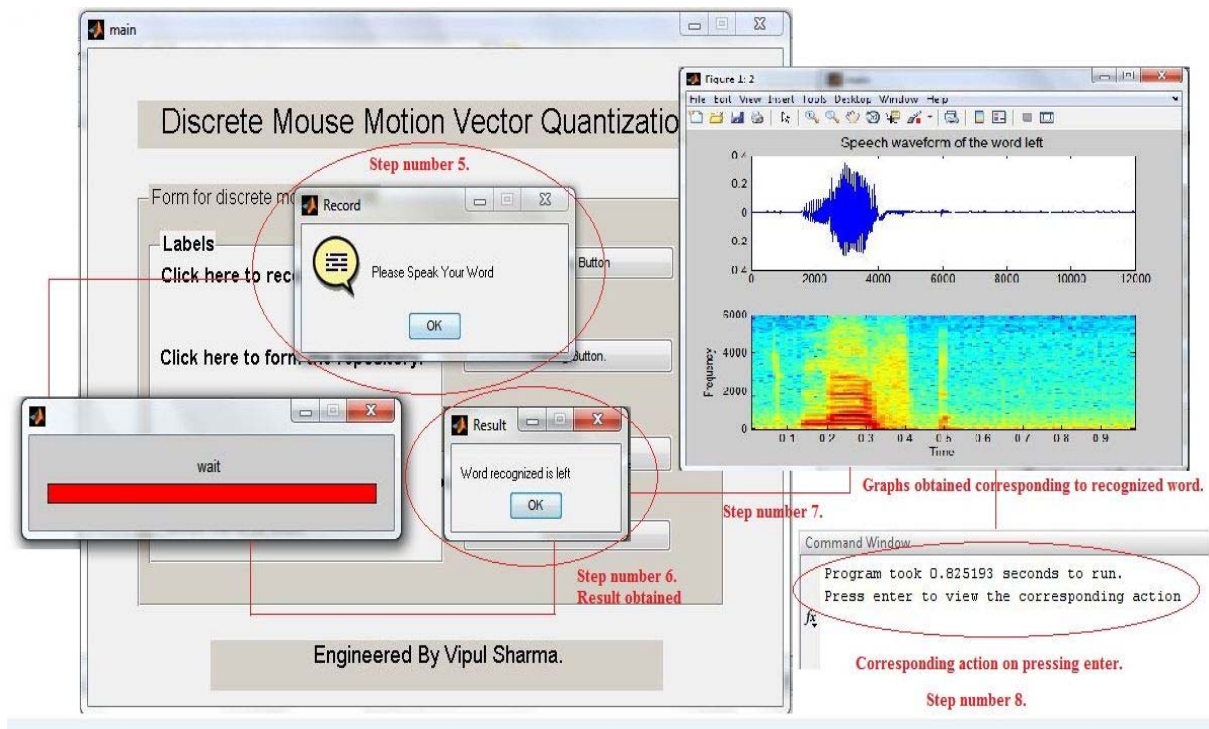 main
Discrete Mouse Motion Vector Quantizatio
Step number 5.
Form for discrete mo
Record
Please Speak Your Word
OK
Labels
Click here to rec
Button
Click here to form the repository.
Button.
wait
Result
Word recognized is left
OK
Step number 6.
Result obtained
Engineered By Vipul Sharma.
Figure 1: 2
File Edit View Insert Tools Desktop Window Help
Speech waveform of the word left
0.4
0.2
0
0.2
0.4
0 2000 4000 6000 8000 10000 12000
6000
4000
2000
0
Frequency
0.1 0.2 0.3 0.4 0.5 0.6 0.7 0.8 0.9
Time
Graphs obtained corresponding to recognized word.
Step number 7.
Command Window
Program took 0.825193 seconds to run.
Press enter to view the corresponding action
fx
Corresponding action on pressing enter.
Step number 8.